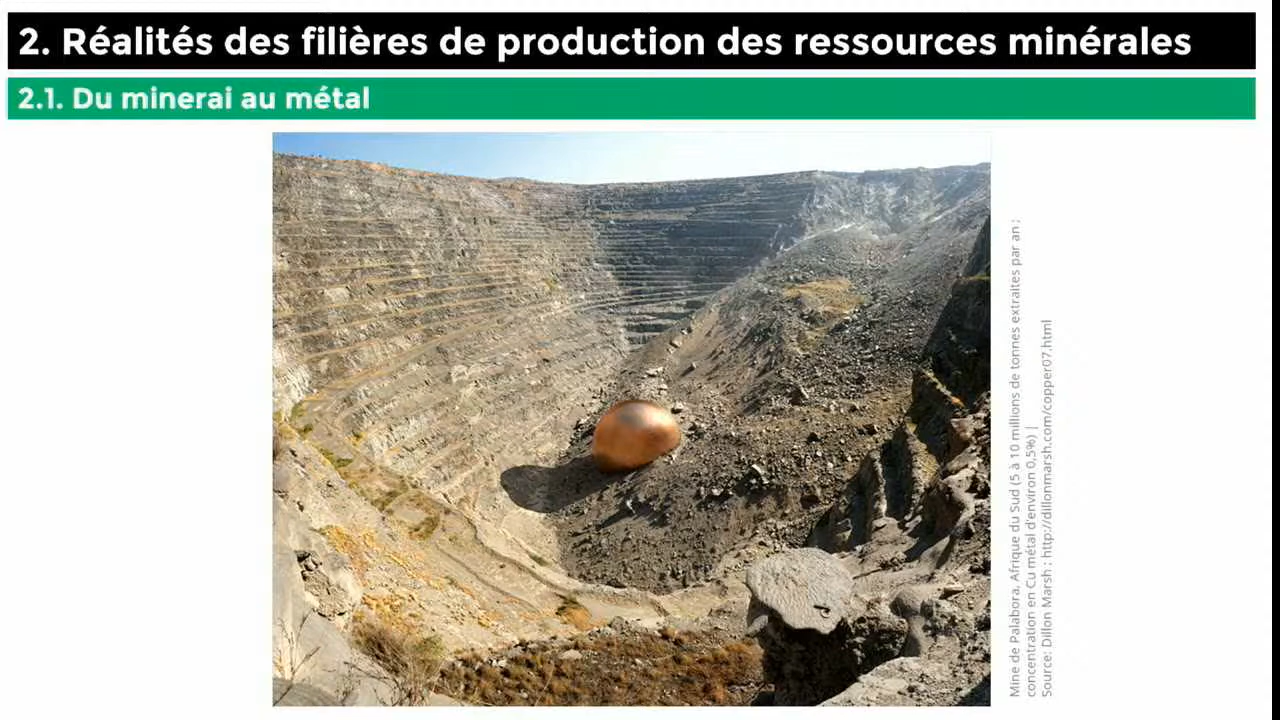 2. Réalités des filières de production des ressources minérales
2.1. Du minerai au métal
Mine de Palabora, Afrique du Sud (5 à 10 millions de tonnes extraites par an ;
concentration en Cu métal d'environ 0,5%) |
Source: Dillon Marsh : http://dillonmarsh.com/copper07.html